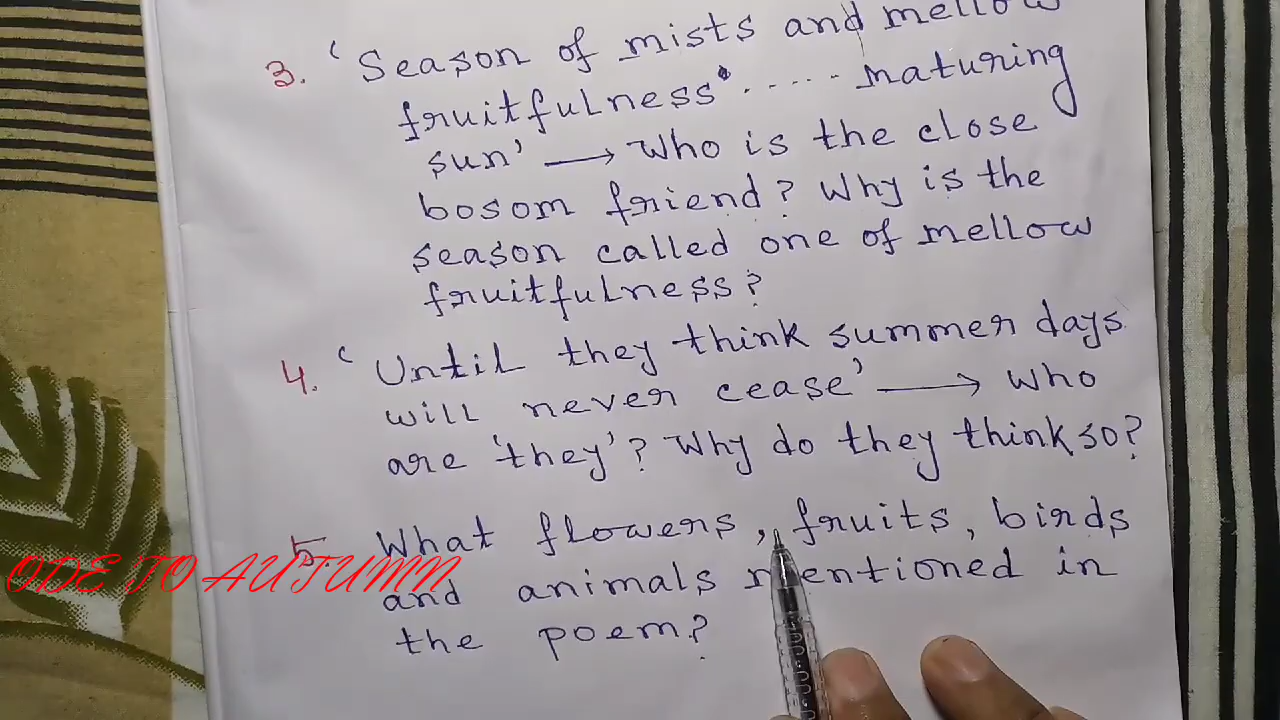 3. 'Season of mists and mellow
fruitfulness' ..... maturing
sun' → Who is the close
bosom friend? Why is the
season called one of mellow
fruitfulness?
4. 'Until they think summer days
will never cease' → Who
are 'they'? Why do they think so?
5. What flowers, fruits, birds
and animals mentioned in
the poem?
ODE TO AUTUMN